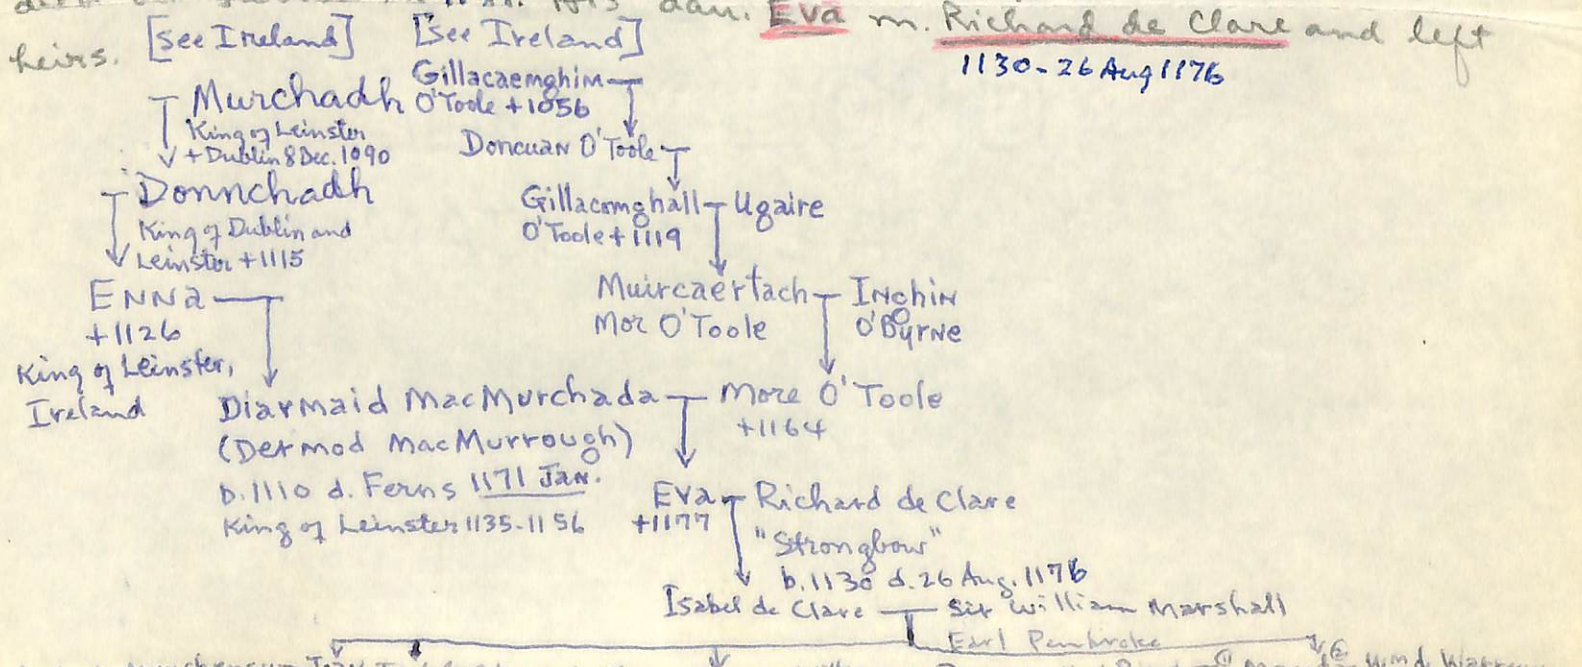 dau. Eva m. Richard de Clare and left
heirs. [see Ireland] [see Ireland]
1130-26 Aug 1176
Murchadh
King of Leinster
+Dublin 8 Dec. 1090
Gillacaemghim
O'Toole +1056
Doncuan O'Toole
Donnchadh
King of Dublin and
Leinster +1115
Gillacomghall Ugaire
O'Toole +1119
Enna
+1126
King of Leinster,
Ireland
Muircaertach Inghin
Mor O'Toole O'Byrne
Diarmaid MacMurchada More O'Toole
(Dermod MacMurrough) +1164
b.1110 d. Ferns 1171 Jan.
King of Leinster 1135-1156
Eva Richard de Clare
+1177 "Strongbow"
b.1130 d. 26 Aug. 1176
Isabel de Clare Sir William Marshall
Earl Pembroke